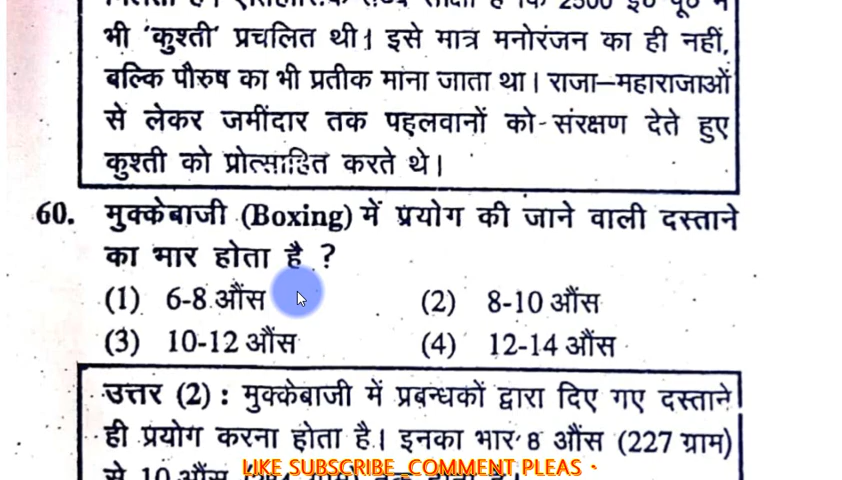 भी 'कुश्ती' प्रचलित थी। इसे मात्र मनोरंजन का ही नहीं,
बल्कि पौरुष का भी प्रतीक माना जाता था। राजा-महाराजाओं
से लेकर जमींदार तक पहलवानों को संरक्षण देते हुए
कुश्ती को प्रोत्साहित करते थे।
60. मुक्केबाजी (Boxing) में प्रयोग की जाने वाली दस्ताने
का भार होता है ?
(1) 6-8 औंस (2) 8-10 औंस
(3) 10-12 औंस (4) 12-14 औंस
उत्तर (2) : मुक्केबाजी में प्रबन्धकों द्वारा दिए गए दस्ताने
ही प्रयोग करना होता है। इनका भार 8 औंस (227 ग्राम)
से 10 औंस
LIKE SUBSCRIBE COMMENT PLEAS